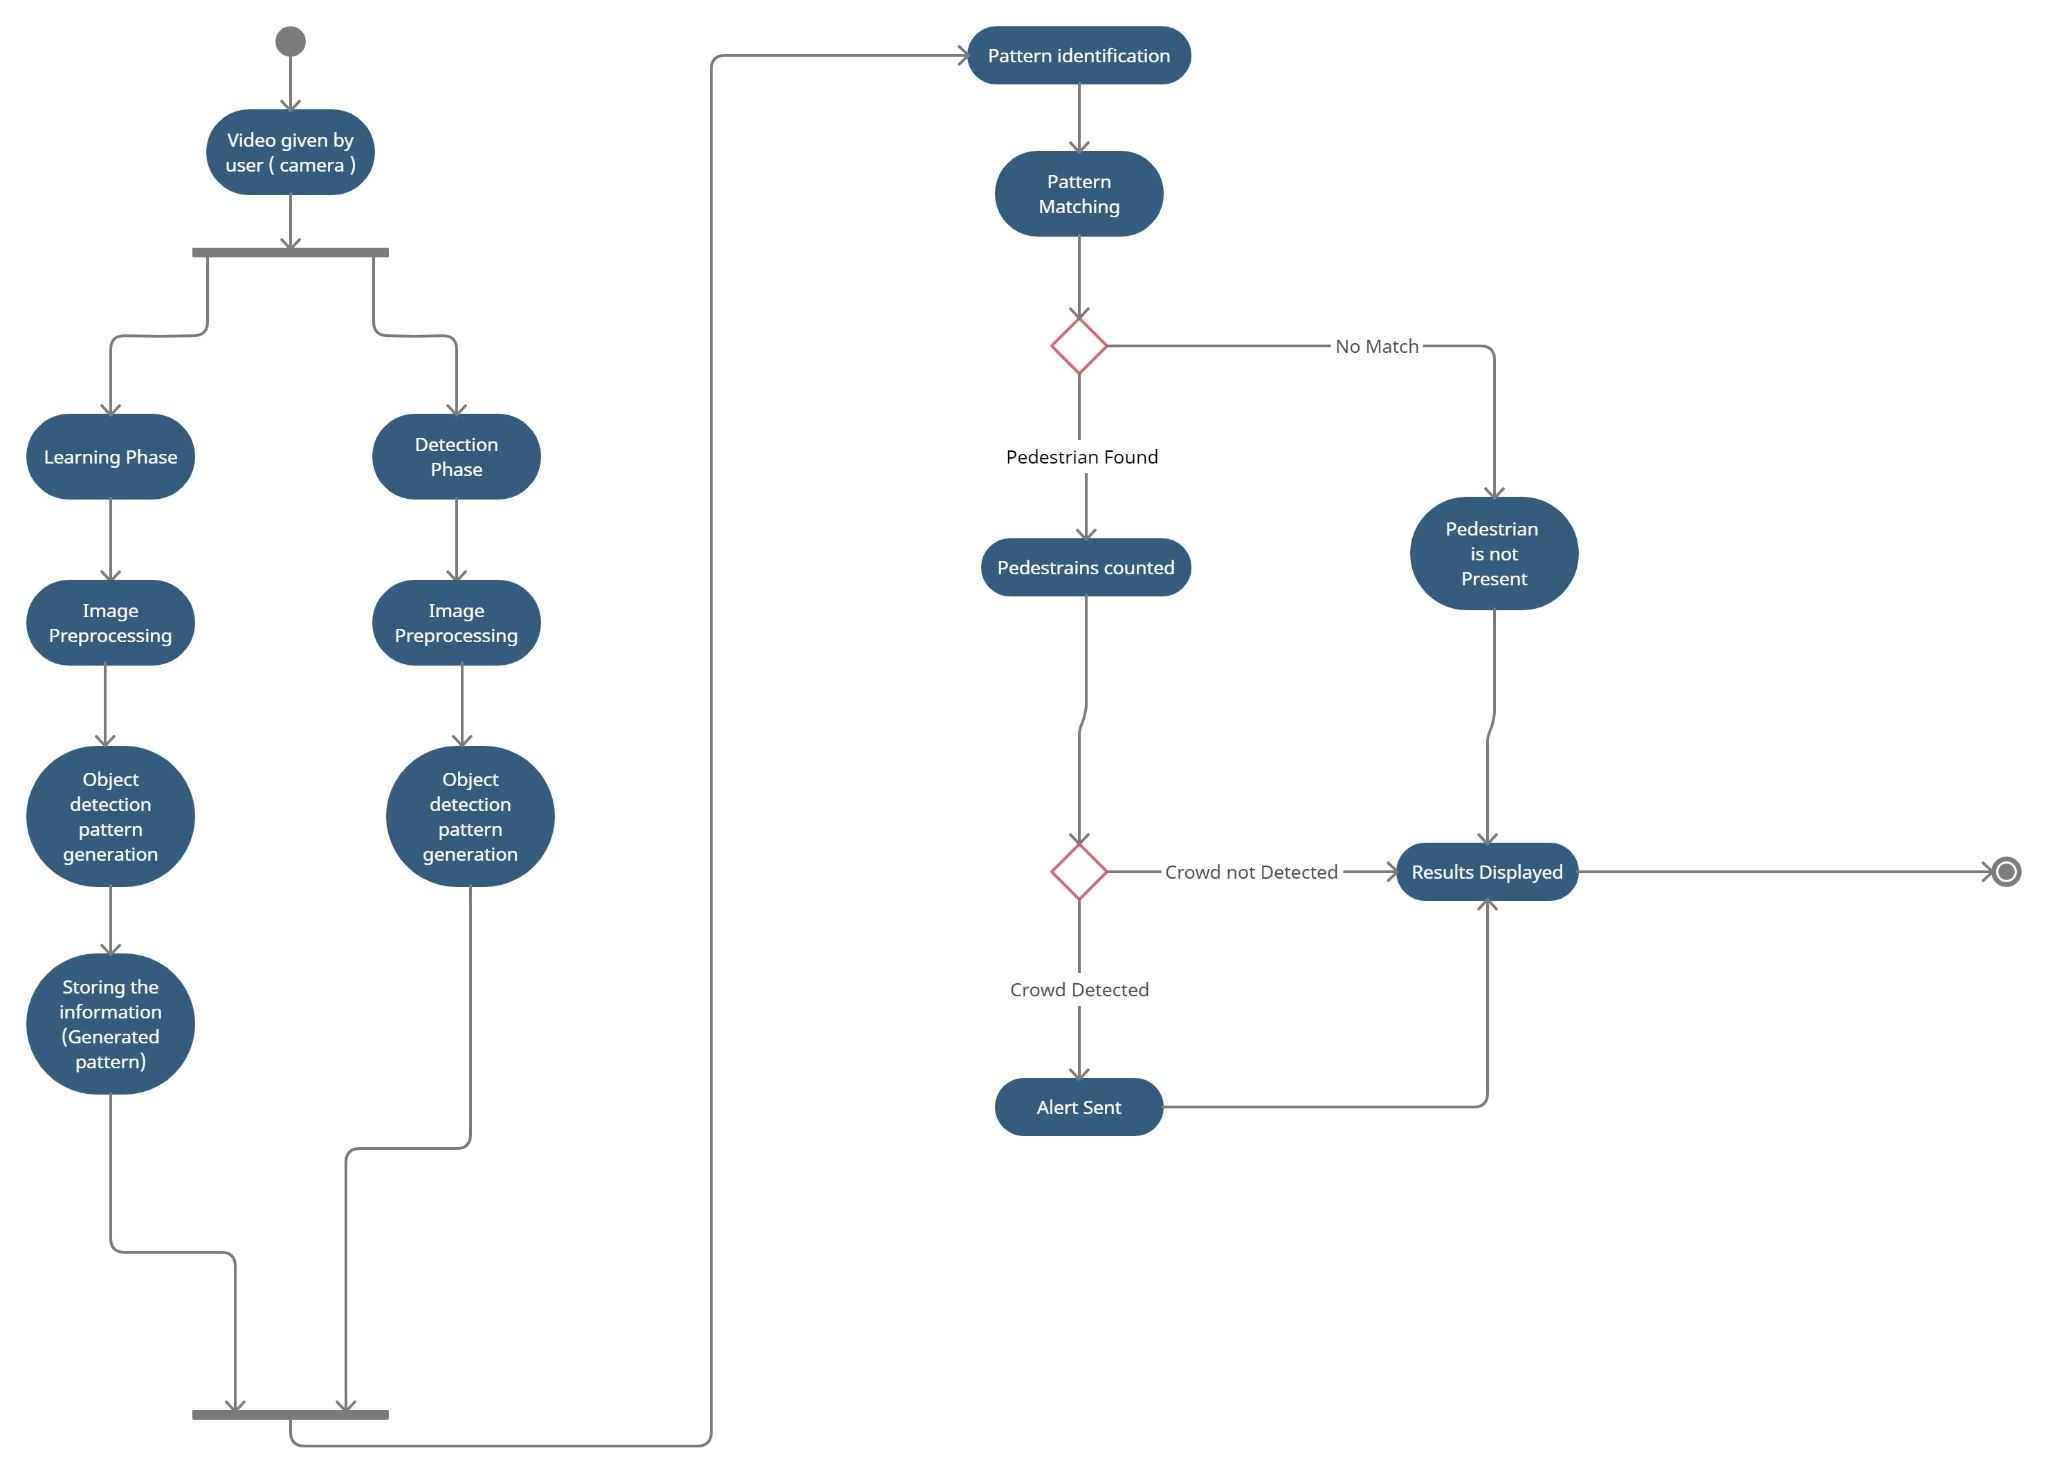 Video given by
user ( camera )
Learning Phase
Detection
Phase
Image
Preprocessing
Image
Preprocessing
Object
detection
pattern
generation
Object
detection
pattern
generation
Storing the
information
(Generated
pattern)
Pattern identification
Pattern
Matching
No Match
Pedestrian Found
Pedestrains counted
Pedestrian
is not
Present
Crowd not Detected
Results Displayed
Crowd Detected
Alert Sent